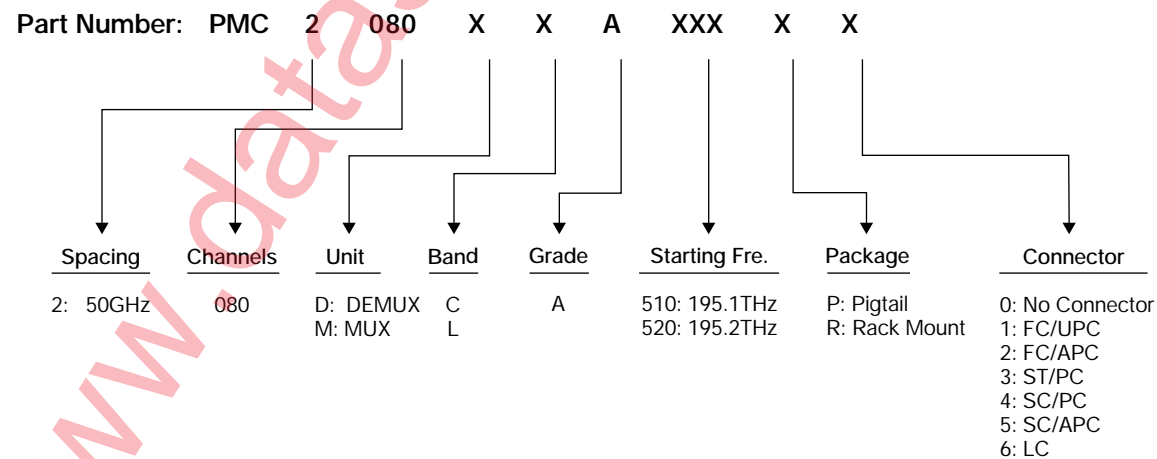 Part Number: PMC 2 080 X X A XXX X X
Spacing Channels Unit Band Grade Starting Fre. Package Connector
2: 50GHz 080 D: DEMUX C A 510: 195.1THz P: Pigtail 0: No Connector
M: MUX L 520: 195.2THz R: Rack Mount 1: FC/UPC
2: FC/APC
3: ST/PC
4: SC/PC
5: SC/APC
6: LC